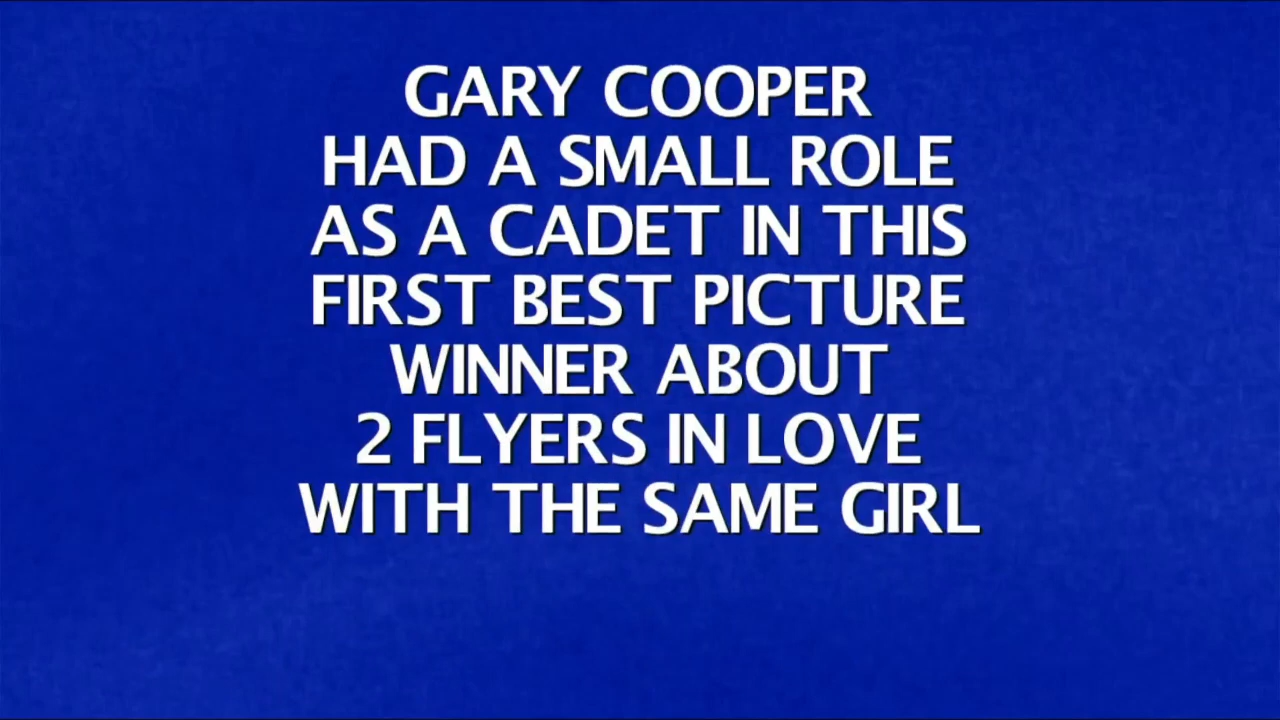 GARY COOPER
HAD A SMALL ROLE
AS A CADET IN THIS
FIRST BEST PICTURE
WINNER ABOUT
2 FLYERS IN LOVE
WITH THE SAME GIRL